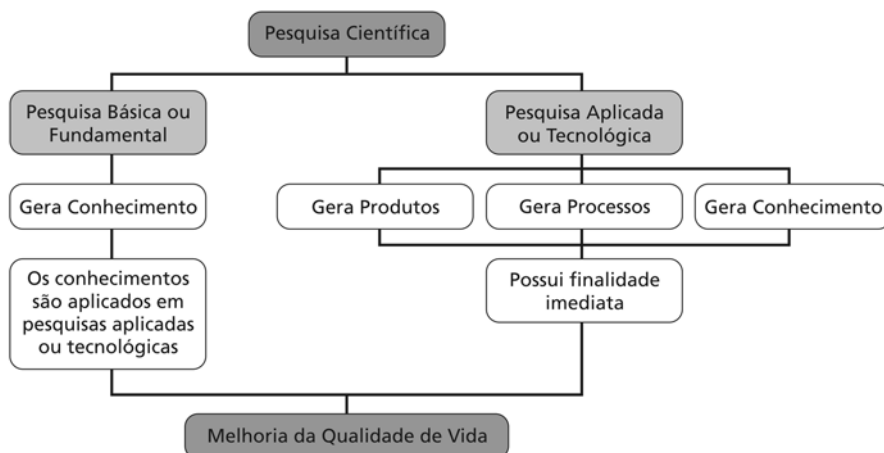 Pesquisa Científica
Pesquisa Básica ou
Fundamental
Pesquisa Aplicada
ou Tecnológica
Gera Conhecimento
Gera Produtos
Gera Processos
Gera Conhecimento
Os conhecimentos
são aplicados em
pesquisas aplicadas
ou tecnológicas
Possui finalidade
imediata
Melhoria da Qualidade de Vida